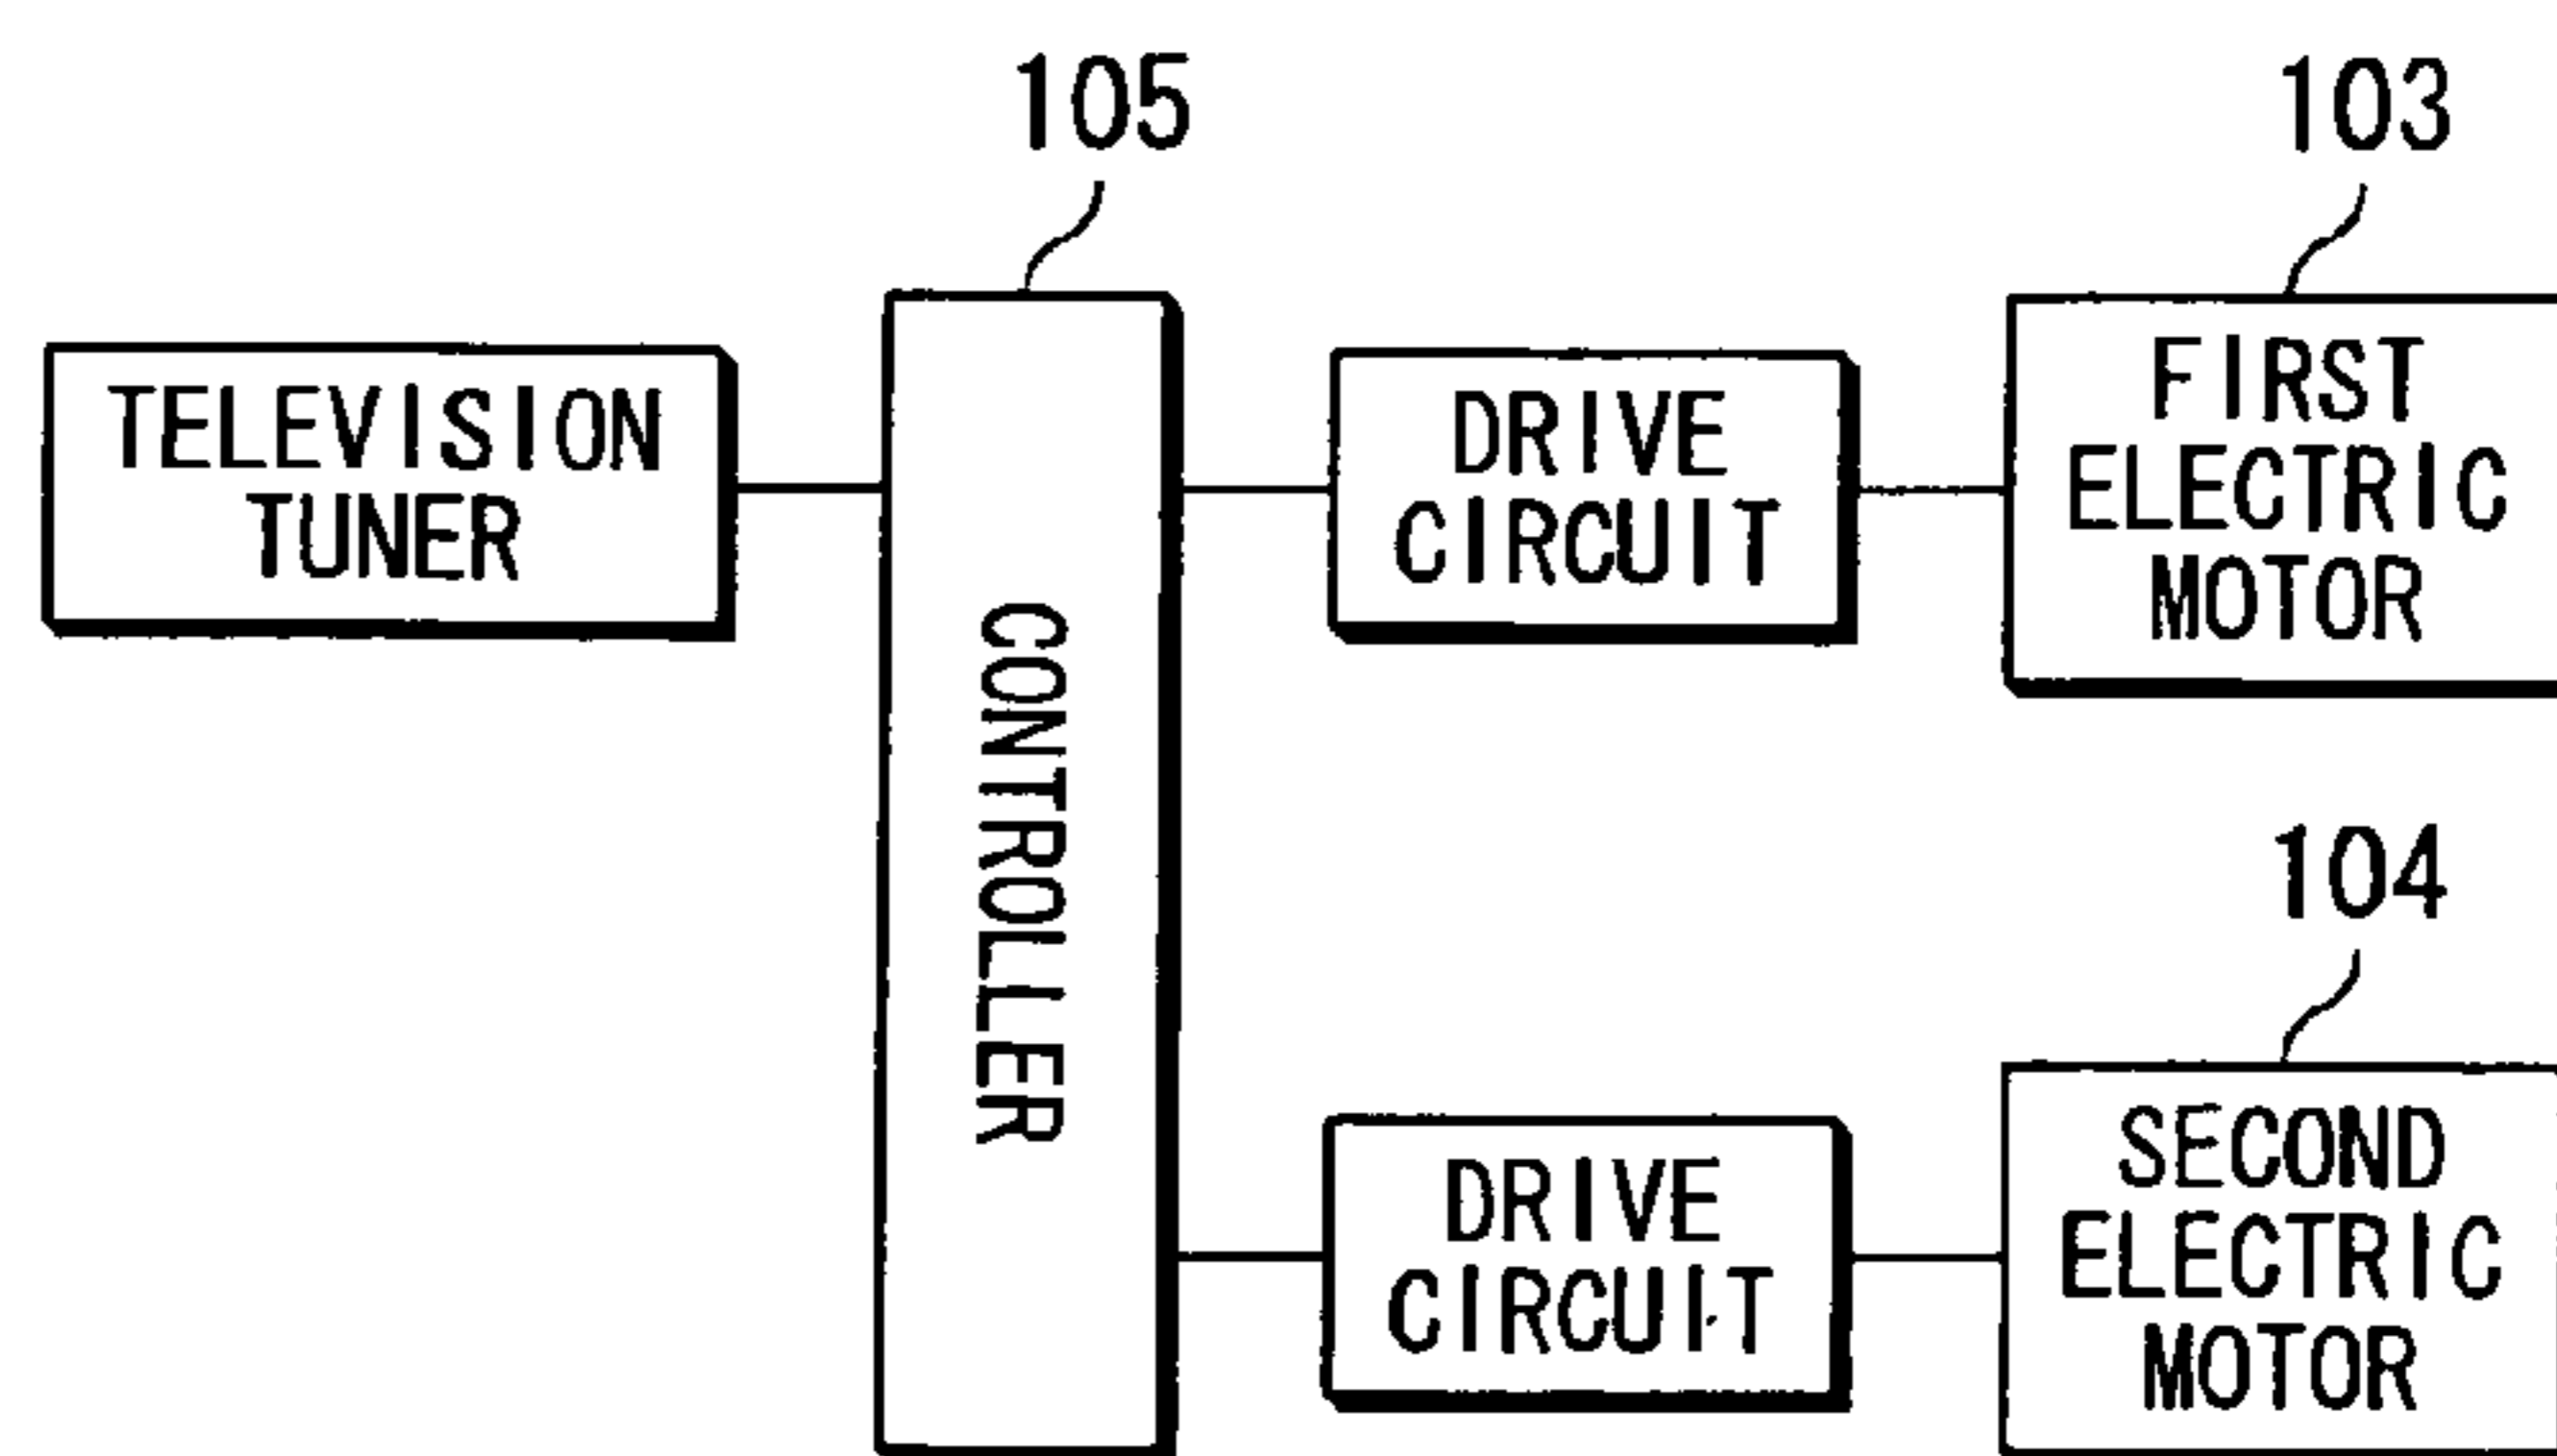 105
103
TELEVISION
TUNER
CONTROLLER
DRIVE
CIRCUIT
FIRST
ELECTRIC
MOTOR
104
DRIVE
CIRCUIT
SECOND
ELECTRIC
MOTOR